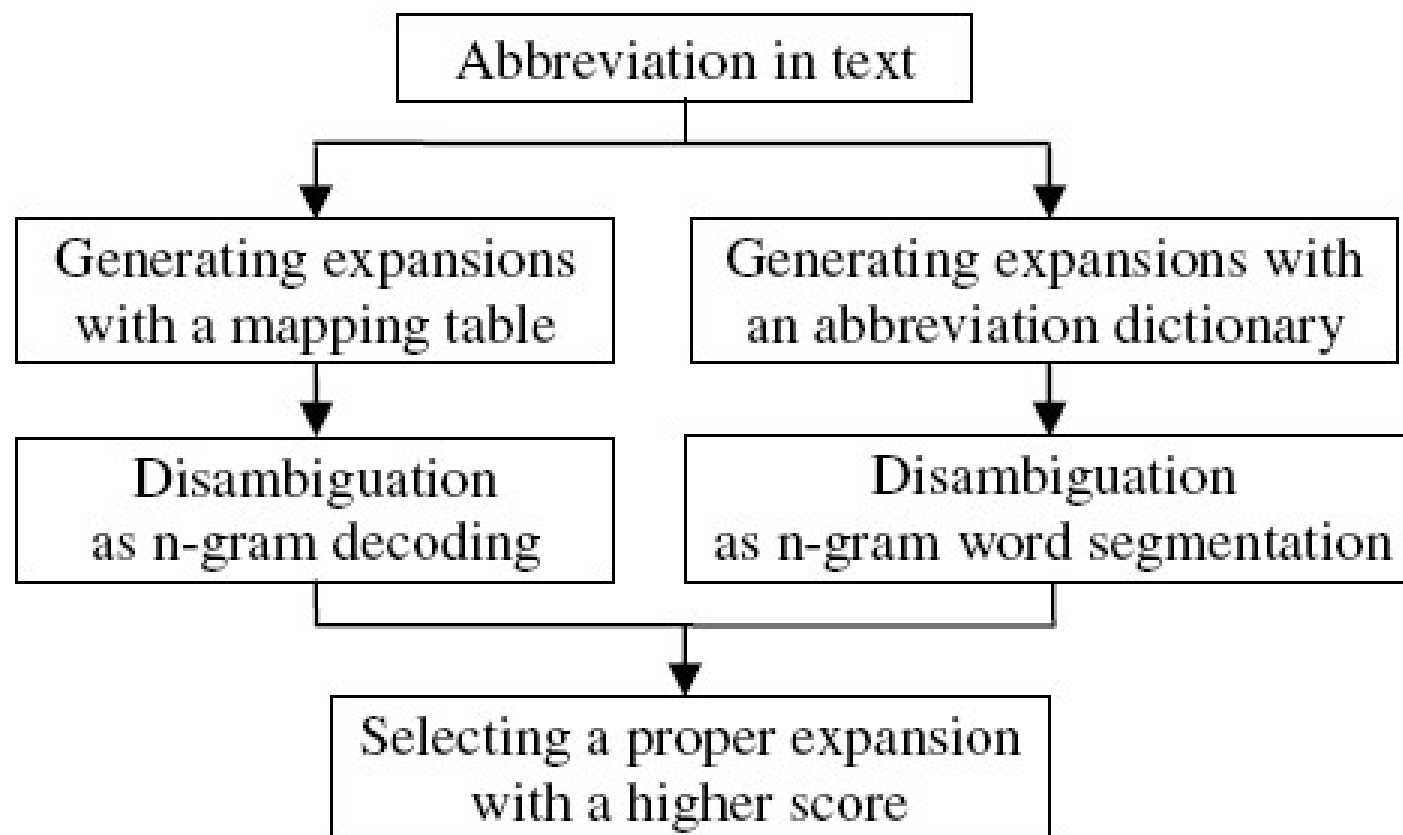 Abbreviation in text
Generating expansions
with a mapping table
Generating expansions with
an abbreviation dictionary
Disambiguation
as n-gram decoding
Disambiguation
as n-gram word segmentation
Selecting a proper expansion
with a higher score